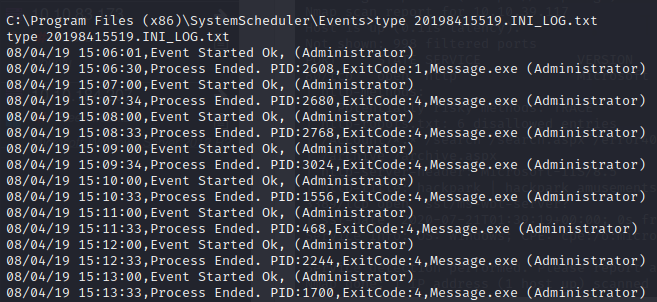 C:\Program Files (x86)\SystemScheduler\Events>type 20198415519.INI_LOG.txt
type 20198415519.INI_LOG.txt
08/04/19 15:06:01,Event Started Ok, (Administrator)
08/04/19 15:06:30,Process Ended. PID:2608,ExitCode:1,Message.exe (Administrator)
08/04/19 15:07:00,Event Started Ok, (Administrator)
08/04/19 15:07:34,Process Ended. PID:2680,ExitCode:4,Message.exe (Administrator)
08/04/19 15:08:00,Event Started Ok, (Administrator)
08/04/19 15:08:33,Process Ended. PID:2768,ExitCode:4,Message.exe (Administrator)
08/04/19 15:09:00,Event Started Ok, (Administrator)
08/04/19 15:09:34,Process Ended. PID:3024,ExitCode:4,Message.exe (Administrator)
08/04/19 15:10:00,Event Started Ok, (Administrator)
08/04/19 15:10:33,Process Ended. PID:1556,ExitCode:4,Message.exe (Administrator)
08/04/19 15:11:00,Event Started Ok, (Administrator)
08/04/19 15:11:33,Process Ended. PID:468,ExitCode:4,Message.exe (Administrator)
08/04/19 15:12:00,Event Started Ok, (Administrator)
08/04/19 15:12:33,Process Ended. PID:2244,ExitCode:4,Message.exe (Administrator)
08/04/19 15:13:00,Event Started Ok, (Administrator)
08/04/19 15:13:33,Process Ended. PID:1700,ExitCode:4,Message.exe (Administrator)